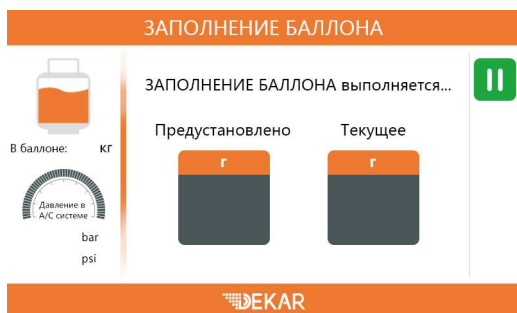 ЗАПОЛНЕНИЕ БАЛЛОНА
ЗАПОЛНЕНИЕ БАЛЛОНА выполняется...
Предустановлено Текущее
г г
В баллоне: кг
Давление в
A/C системе
bar
psi
DEKAR